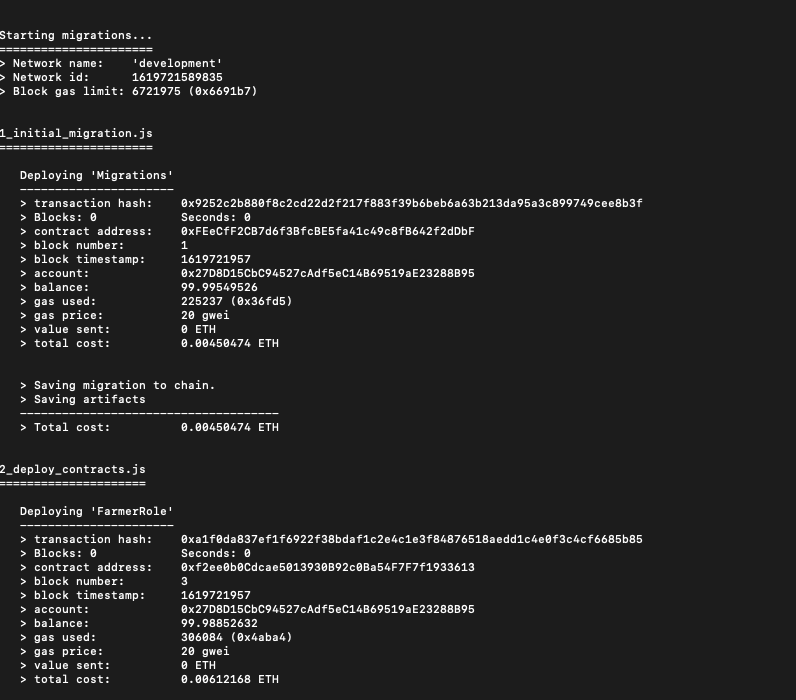 Starting migrations...
======================
> Network name:    'development'
> Network id:      1619721589835
> Block gas limit: 6721975 (0x6691b7)
1_initial_migration.js
======================
Deploying 'Migrations'
----------------------
> transaction hash:    0x9252c2b880f8c2cd22d2f217f883f39b6beb6a63b213da95a3c899749cee8b3f
> Blocks: 0            Seconds: 0
> contract address:    0xFEeCfF2CB7d6f3BfcBE5fa41c49c8fB642f2dDbF
> block number:        1
> block timestamp:     1619721957
> account:             0x27D8D15CbC94527cAdf5eC14B69519aE23288B95
> balance:             99.99549526
> gas used:            225237 (0x36fd5)
> gas price:           20 gwei
> value sent:          0 ETH
> total cost:          0.00450474 ETH
> Saving migration to chain.
> Saving artifacts
-------------------------------------
> Total cost:          0.00450474 ETH
2_deploy_contracts.js
=====================
Deploying 'FarmerRole'
----------------------
> transaction hash:    0xa1f0da837ef1f6922f38bdaf1c2e4c1e3f84876518aedd1c4e0f3c4cf6685b85
> Blocks: 0            Seconds: 0
> contract address:    0xf2ee0b0Cdcae5013930B92c0Ba54F7F7f1933613
> block number:        3
> block timestamp:     1619721957
> account:             0x27D8D15CbC94527cAdf5eC14B69519aE23288B95
> balance:             99.98852632
> gas used:            306084 (0x4aba4)
> gas price:           20 gwei
> value sent:          0 ETH
> total cost:          0.00612168 ETH